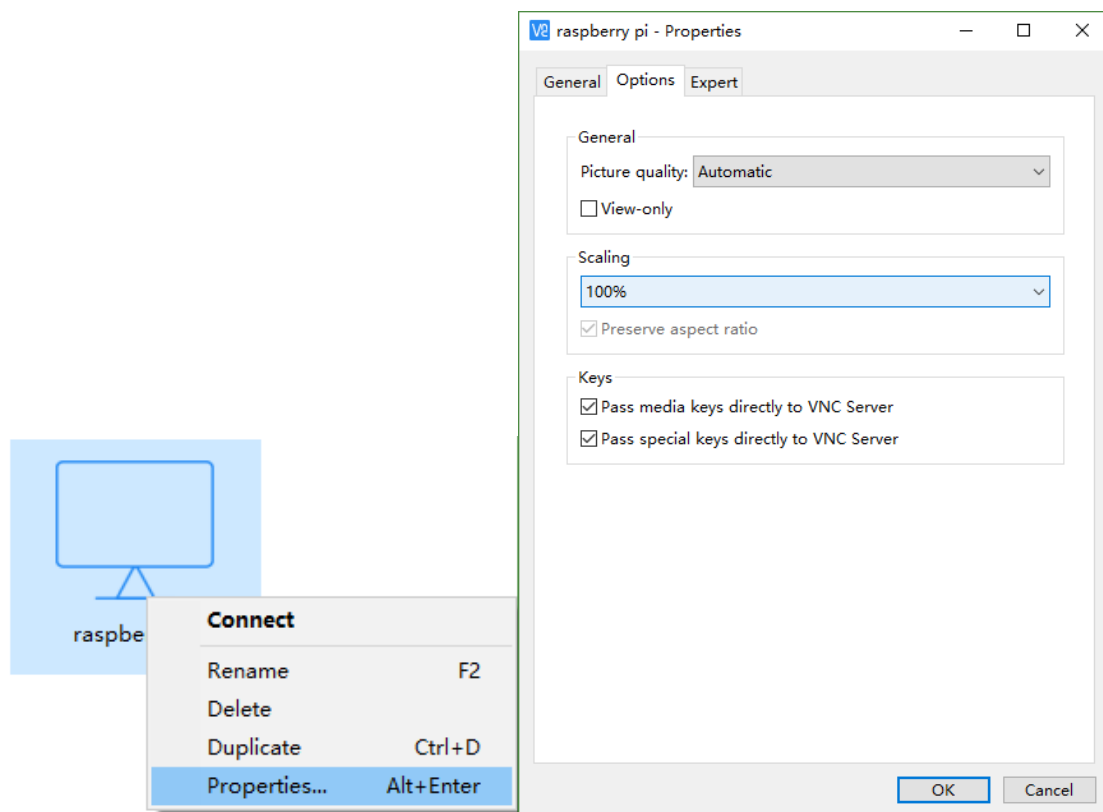 raspberry pi - Properties
General Options Expert
General
Picture quality: Automatic
View-only
Scaling
100%
Preserve aspect ratio
Keys
Pass media keys directly to VNC Server
Pass special keys directly to VNC Server
OK Cancel
raspbe
Connect
Rename F2
Delete
Duplicate Ctrl+D
Properties... Alt+Enter